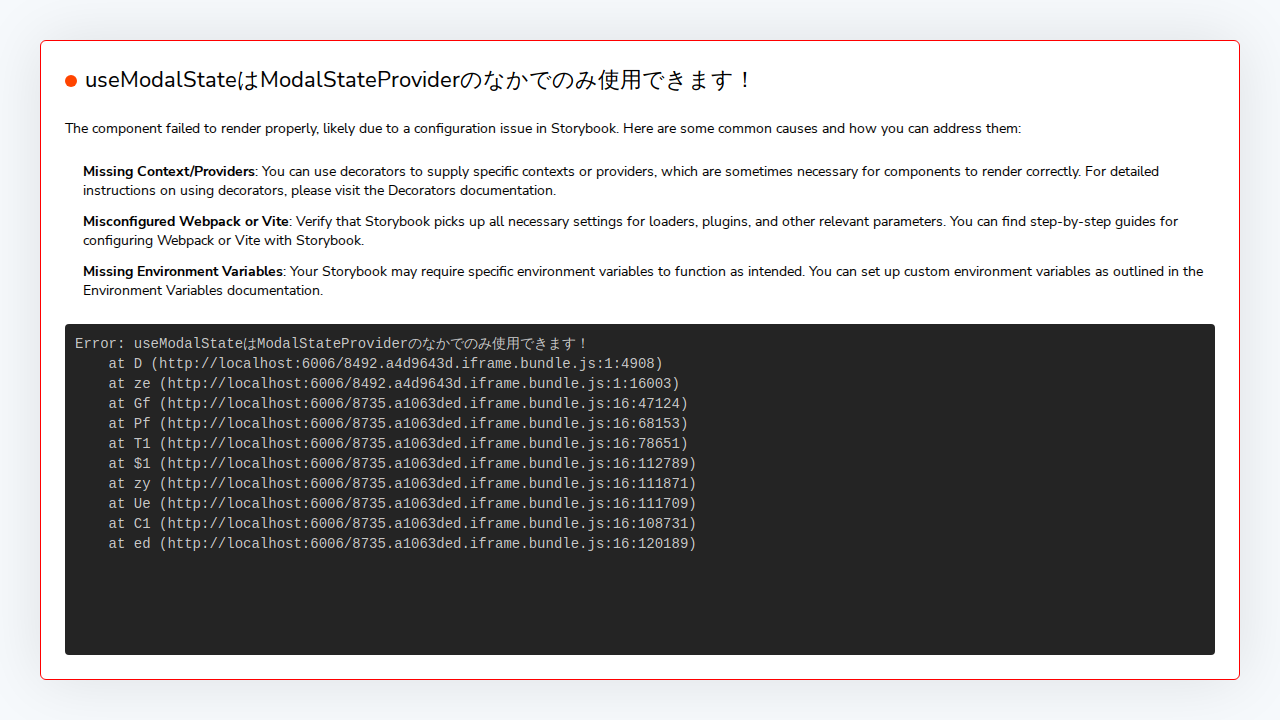 useModalStateはModalStateProviderのなかでのみ使用できます！
The component failed to render properly, likely due to a configuration issue in Storybook. Here are some common causes and how you can address them:
Missing Context/Providers: You can use decorators to supply specific contexts or providers, which are sometimes necessary for components to render correctly. For detailed
instructions on using decorators, please visit the Decorators documentation.
Misconfigured Webpack or Vite: Verify that Storybook picks up all necessary settings for loaders, plugins, and other relevant parameters. You can find step-by-step guides for
configuring Webpack or Vite with Storybook.
Missing Environment Variables: Your Storybook may require specific environment variables to function as intended. You can set up custom environment variables as outlined in the
Environment Variables documentation.
Error: useModalStateはModalStateProviderのなかでのみ使用できます！
    at D (http://localhost:6006/8492.a4d9643d.iframe.bundle.js:1:4908)
    at ze (http://localhost:6006/8492.a4d9643d.iframe.bundle.js:1:16003)
    at Gf (http://localhost:6006/8735.a1063ded.iframe.bundle.js:16:47124)
    at Pf (http://localhost:6006/8735.a1063ded.iframe.bundle.js:16:68153)
    at T1 (http://localhost:6006/8735.a1063ded.iframe.bundle.js:16:78651)
    at $1 (http://localhost:6006/8735.a1063ded.iframe.bundle.js:16:112789)
    at zy (http://localhost:6006/8735.a1063ded.iframe.bundle.js:16:111871)
    at Ue (http://localhost:6006/8735.a1063ded.iframe.bundle.js:16:111709)
    at C1 (http://localhost:6006/8735.a1063ded.iframe.bundle.js:16:108731)
    at ed (http://localhost:6006/8735.a1063ded.iframe.bundle.js:16:120189)